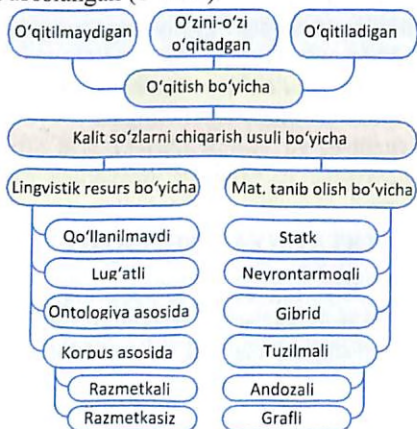 O‘qitilmaydigan
O‘zini-o‘zi
o‘qitadgan
O‘qitiladigan
O‘qitish bo‘yicha
Kalit so‘zlarni chiqarish usuli bo‘yicha
Lingvistik resurs bo‘yicha
Mat. tanib olish bo‘yicha
Qo‘llanilmaydi
Statk
Lug‘atli
Neyrontarmoqli
Ontologiya asosida
Gibrid
Korpus asosida
Tuzilmali
Razmetkali
Andozali
Razmetkasiz
Grafli